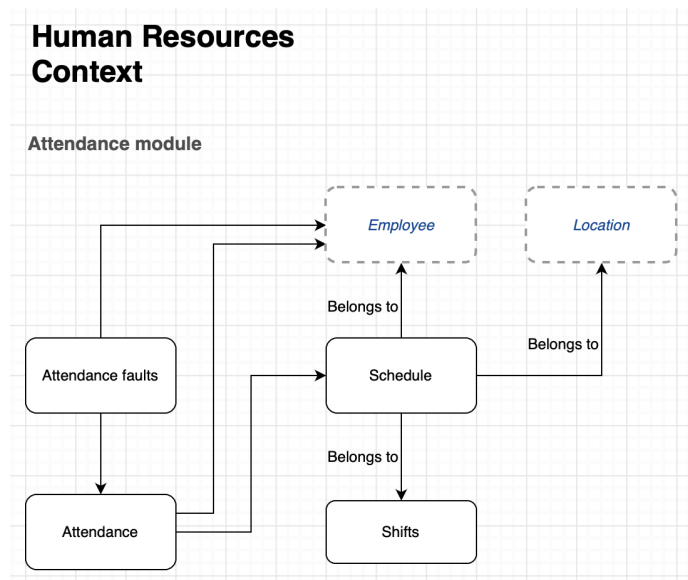 Human Resources
Context
Attendance module
Employee
Location
Belongs to
Belongs to
Attendance faults
Schedule
Belongs to
Attendance
Shifts